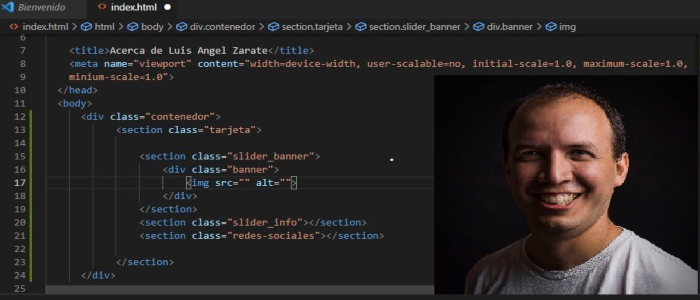 Bienvenido
<> index.html ●
<> index.html > html > body > div.contenedor > section.tarjeta > section.slider_banner > div.banner > img
6
7 <title>Acerca de Luis Angel Zarate</title>
8 <meta name="viewport" content="width=device-width, user-scalable=no, initial-scale=1.0, maximum-scale=1.0,
9 minium-scale=1.0">
10 </head>
11 <body>
12 <div class="contenedor">
13 <section class="tarjeta">
14
15 <section class="slider_banner">
16 <div class="banner">
17 <img src="" alt="">
18 </div>
19 </section>
20 <section class="slider_info"></section>
21 <section class="redes-sociales"></section>
22
23 </section>
24 </div>
25